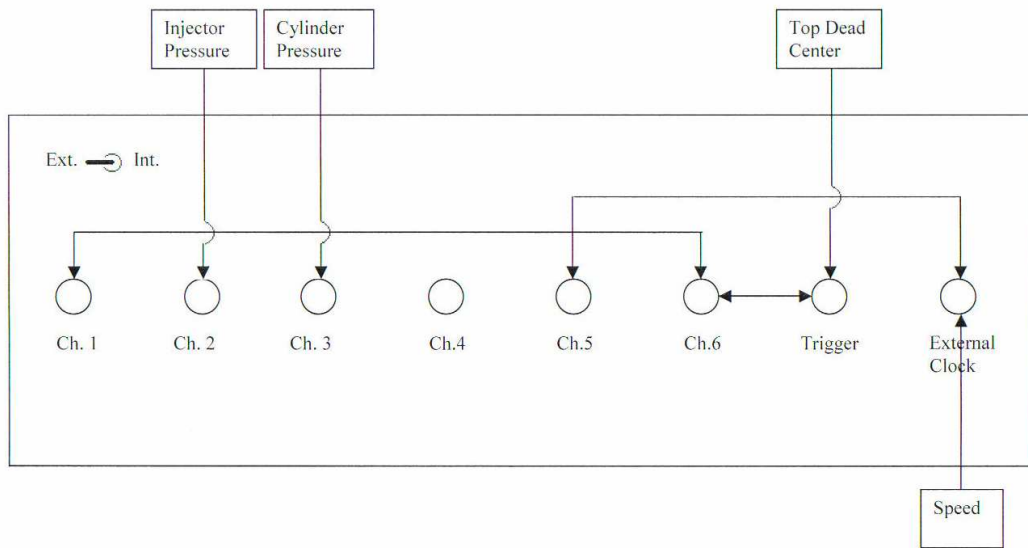 Injector
Pressure
Cylinder
Pressure
Top Dead
Center
Ext.
Int.
Ch. 1
Ch. 2
Ch. 3
Ch.4
Ch.5
Ch.6
Trigger
External
Clock
Speed